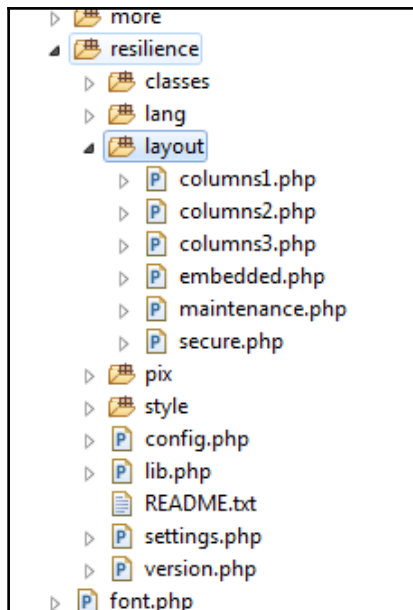 more
resilience
classes
lang
layout
columns1.php
columns2.php
columns3.php
embedded.php
maintenance.php
secure.php
pix
style
config.php
lib.php
README.txt
settings.php
version.php
font.php